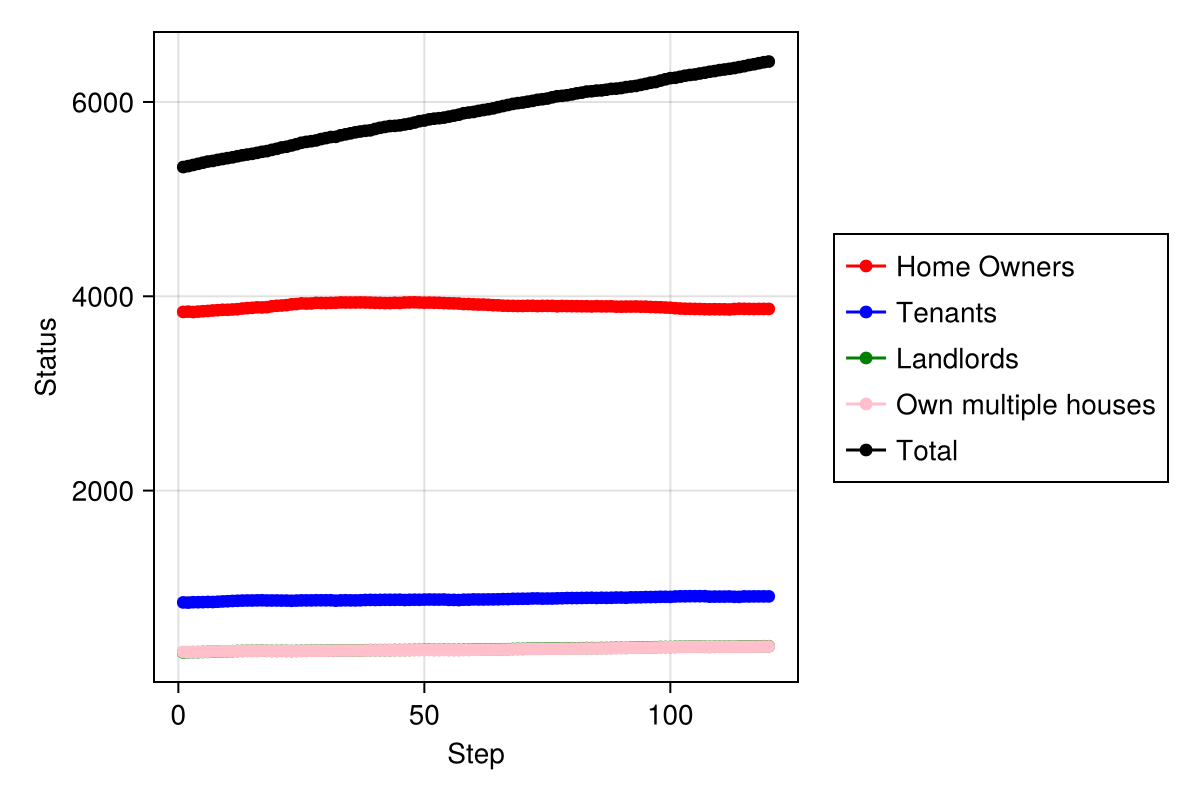 6000
4000
2000
Status
0 50 100
Step
Home Owners
Tenants
Landlords
Own multiple houses
Total